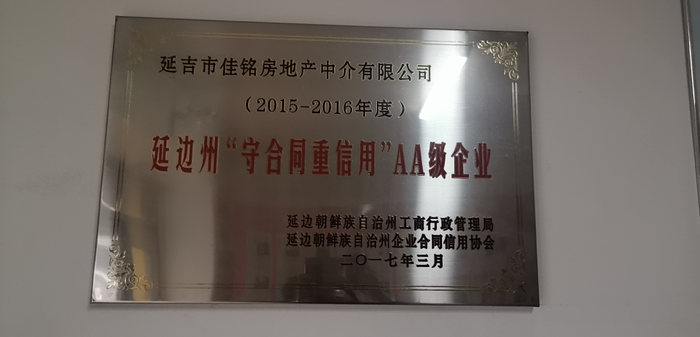 延吉市佳铭房地产中介有限公司
（2015-2016年度）
延边州“守合同重信用”AA级企业
延边朝鲜族自治州工商行政管理局
延边朝鲜族自治州企业合同信用协会
二〇一七年三月